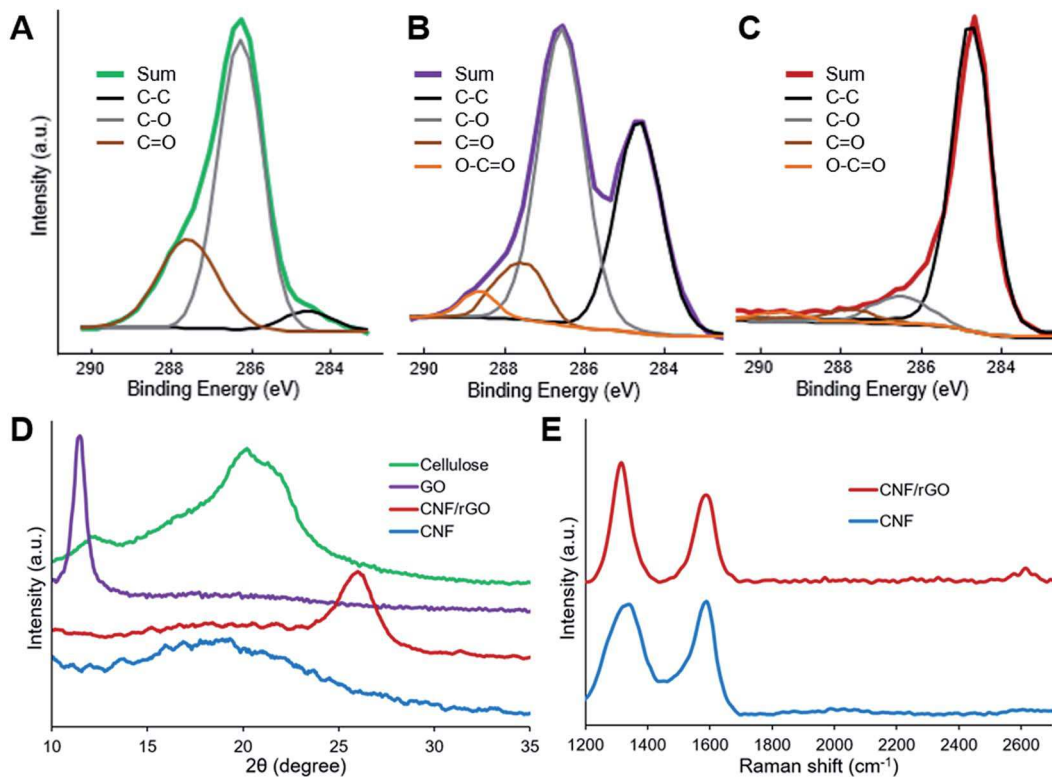 A
Sum
C-C
C-O
C=O
Intensity (a.u.)
290 288 286 284
Binding Energy (eV)
B
Sum
C-C
C-O
C=O
O-C=O
290 288 286 284
Binding Energy (eV)
C
Sum
C-C
C-O
C=O
O-C=O
290 288 286 284
Binding Energy (eV)
D
Cellulose
GO
CNF/rGO
CNF
Intensity (a.u.)
10 15 20 25 30 35
2θ (degree)
E
CNF/rGO
CNF
Intensity (a.u.)
1200 1400 1600 1800 2000 2200 2400 2600
Raman shift (cm⁻¹)